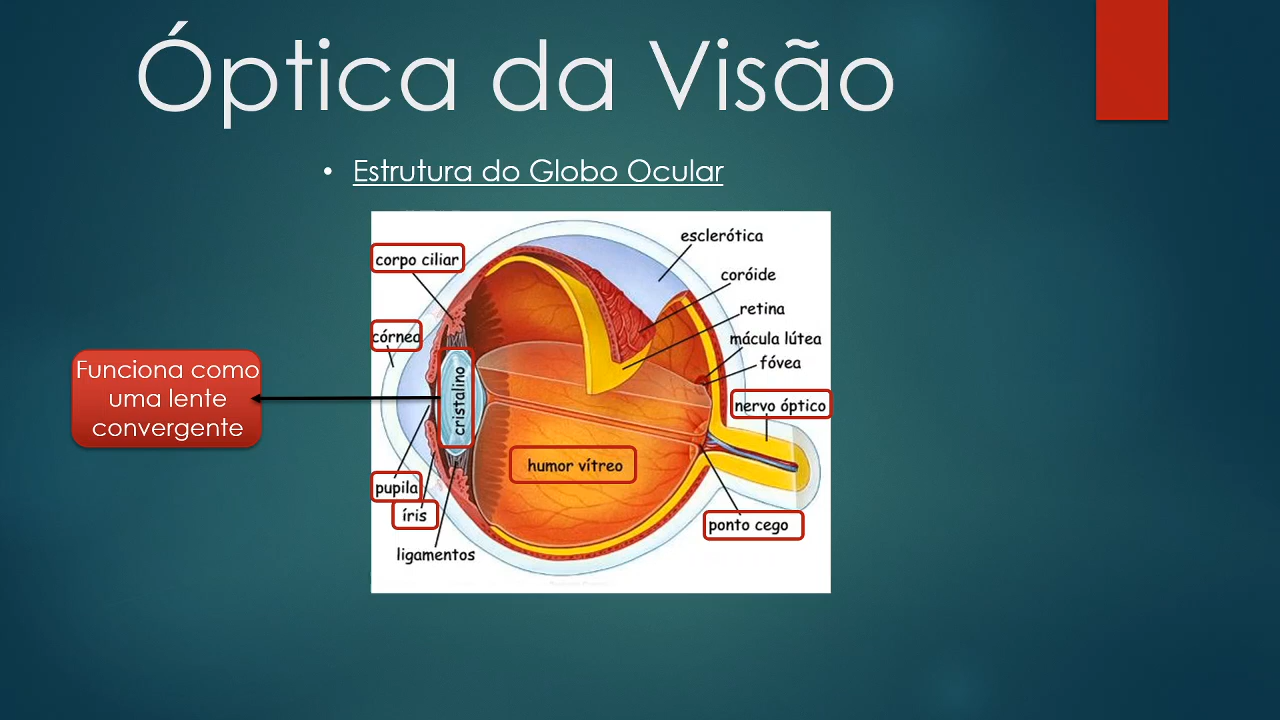 Óptica da Visão
• Estrutura do Globo Ocular
esclerótica
corpo ciliar
coróide
retina
córnea
mácula lútea
fóvea
Funciona como
uma lente
convergente
cristalino
nervo óptico
humor vítreo
pupila
íris
ponto cego
ligamentos